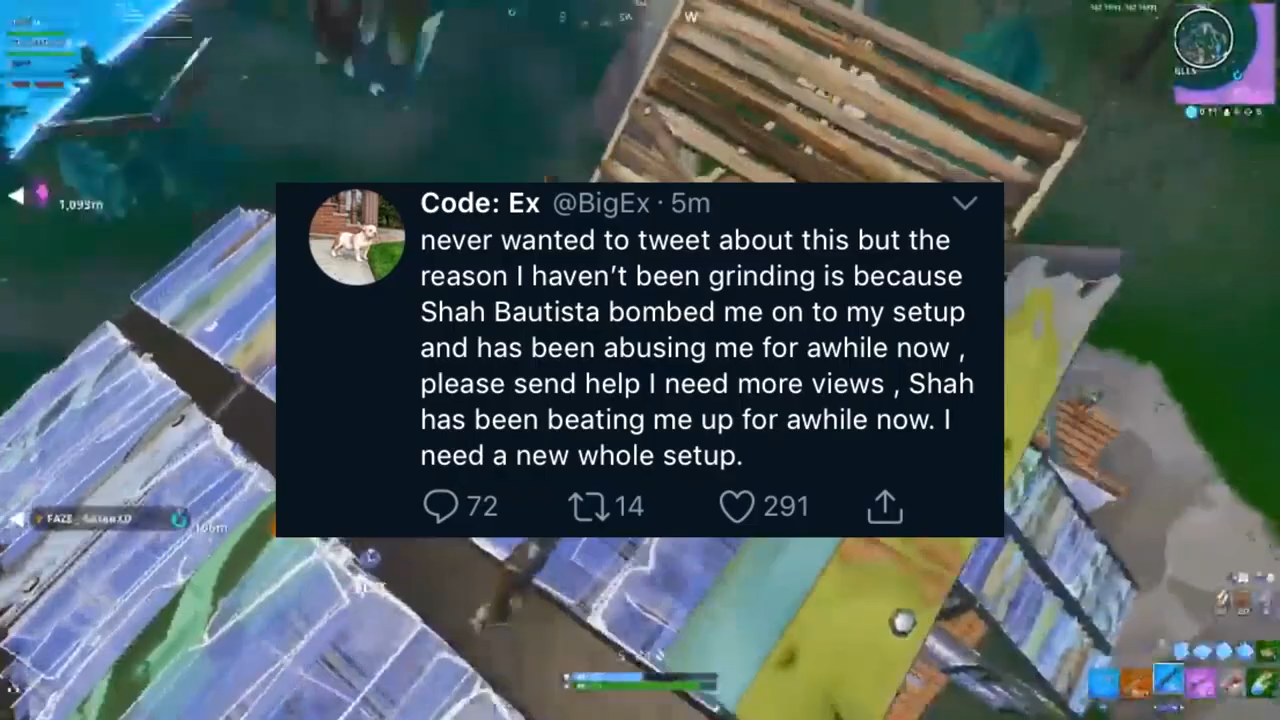 W
1,093m
Code: Ex @BigEx · 5m
never wanted to tweet about this but the
reason I haven’t been grinding is because
Shah Bautista bombed me on to my setup
and has been abusing me for awhile now ,
please send help I need more views , Shah
has been beating me up for awhile now. I
need a new whole setup.
72 14 291
FAZE